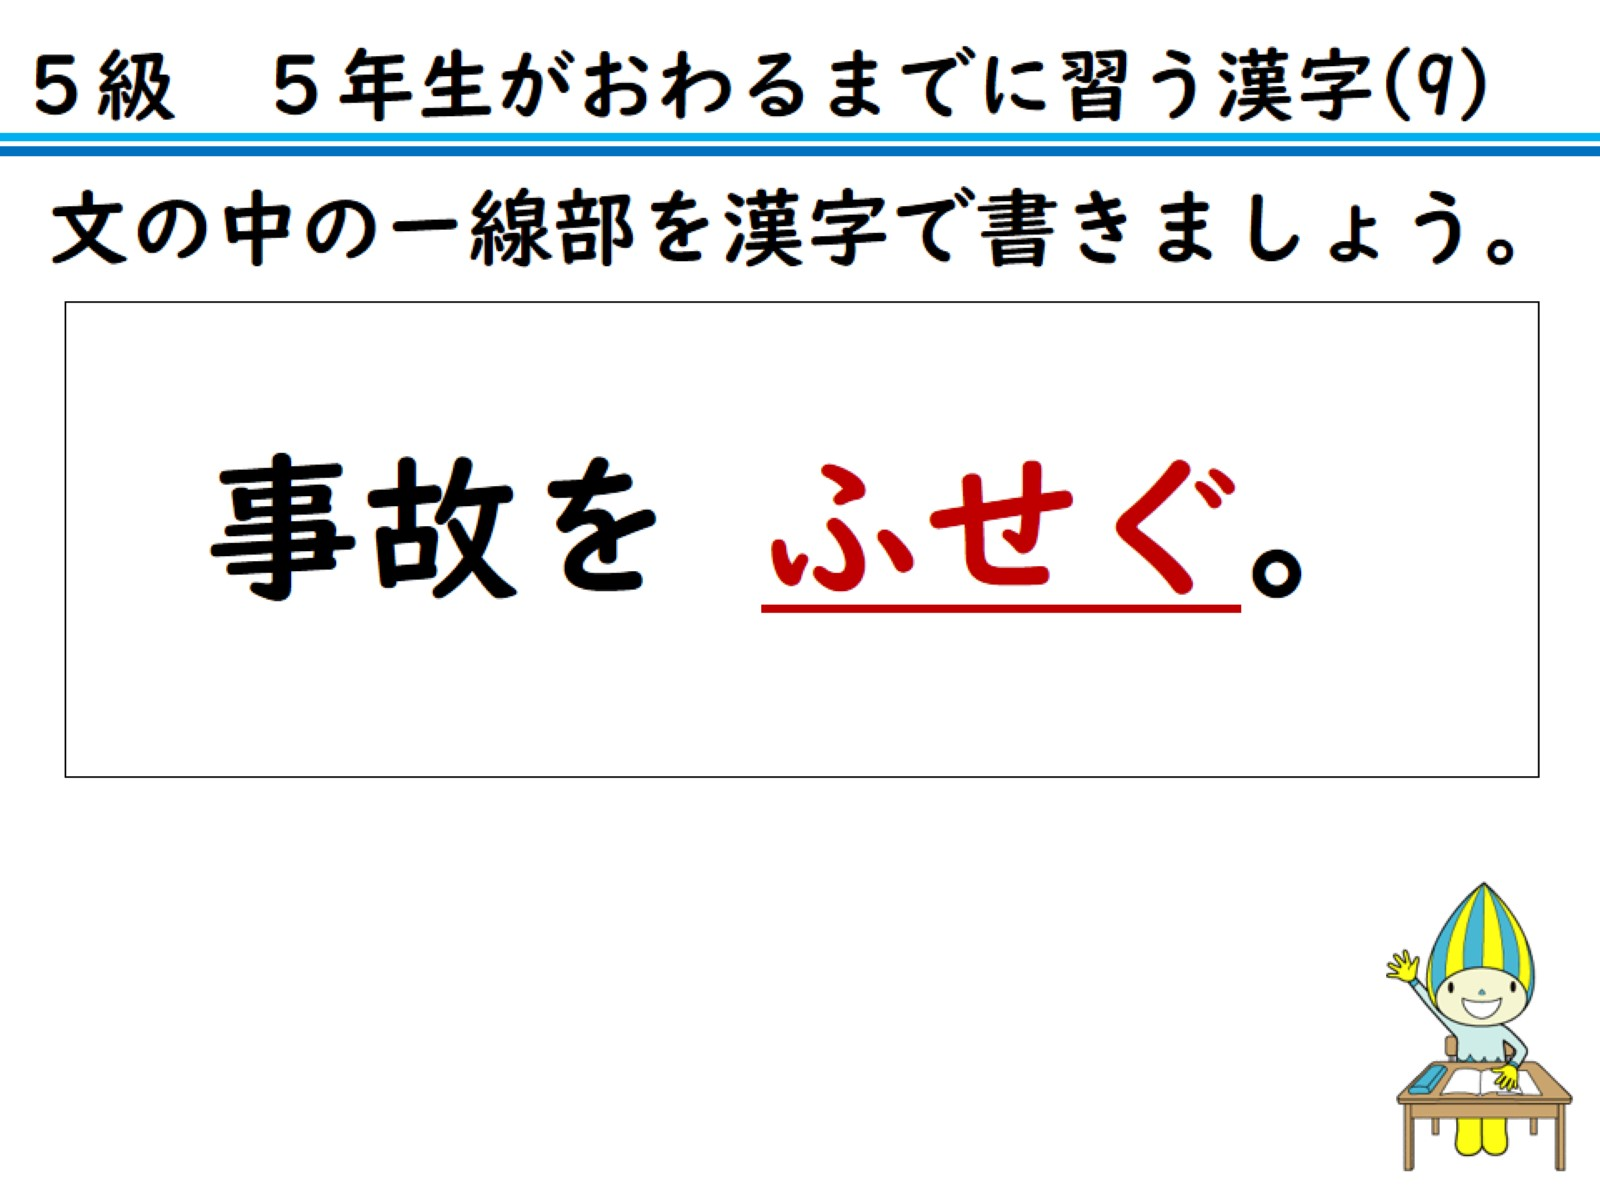 5級　5年生がおわるまでに習う漢字(9)
文の中の一線部を漢字で書きましょう。
事故を　ふせぐ。